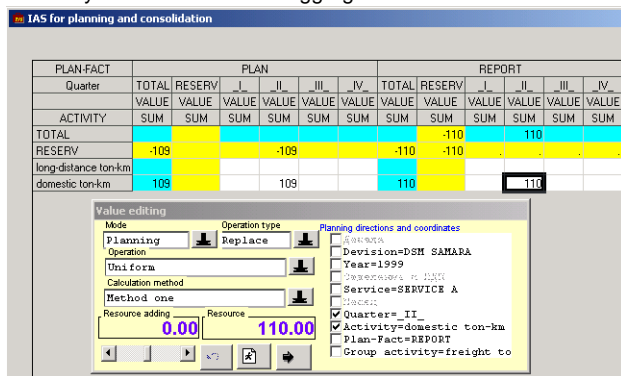 IAS for planning and consolidation
PLAN-FACT PLAN REPORT
Quarter TOTAL RESERV _I_ _II_ _III_ _IV_ TOTAL RESERV _I_ _II_ _III_ _IV_
VALUE VALUE VALUE VALUE VALUE VALUE VALUE VALUE VALUE VALUE VALUE VALUE
ACTIVITY SUM SUM SUM SUM SUM SUM SUM SUM SUM SUM SUM SUM
TOTAL -110 110
RESERV -109 -109 -110 -110 . . . .
long-distance ton-km
domestic ton-km 109 109 110 110
Value editing
Mode Operation type Planning directions and coordinates
Planning Replace
Operation
Devision=DSM SAMARA
Uniform
Year=1999
Calculation method
Method one
Service=SERVICE A
Resource adding Resource
Quarter=_II_
0.00 110.00
Activity=domestic ton-km
Plan-Fact=REPORT
Group activity=freight to